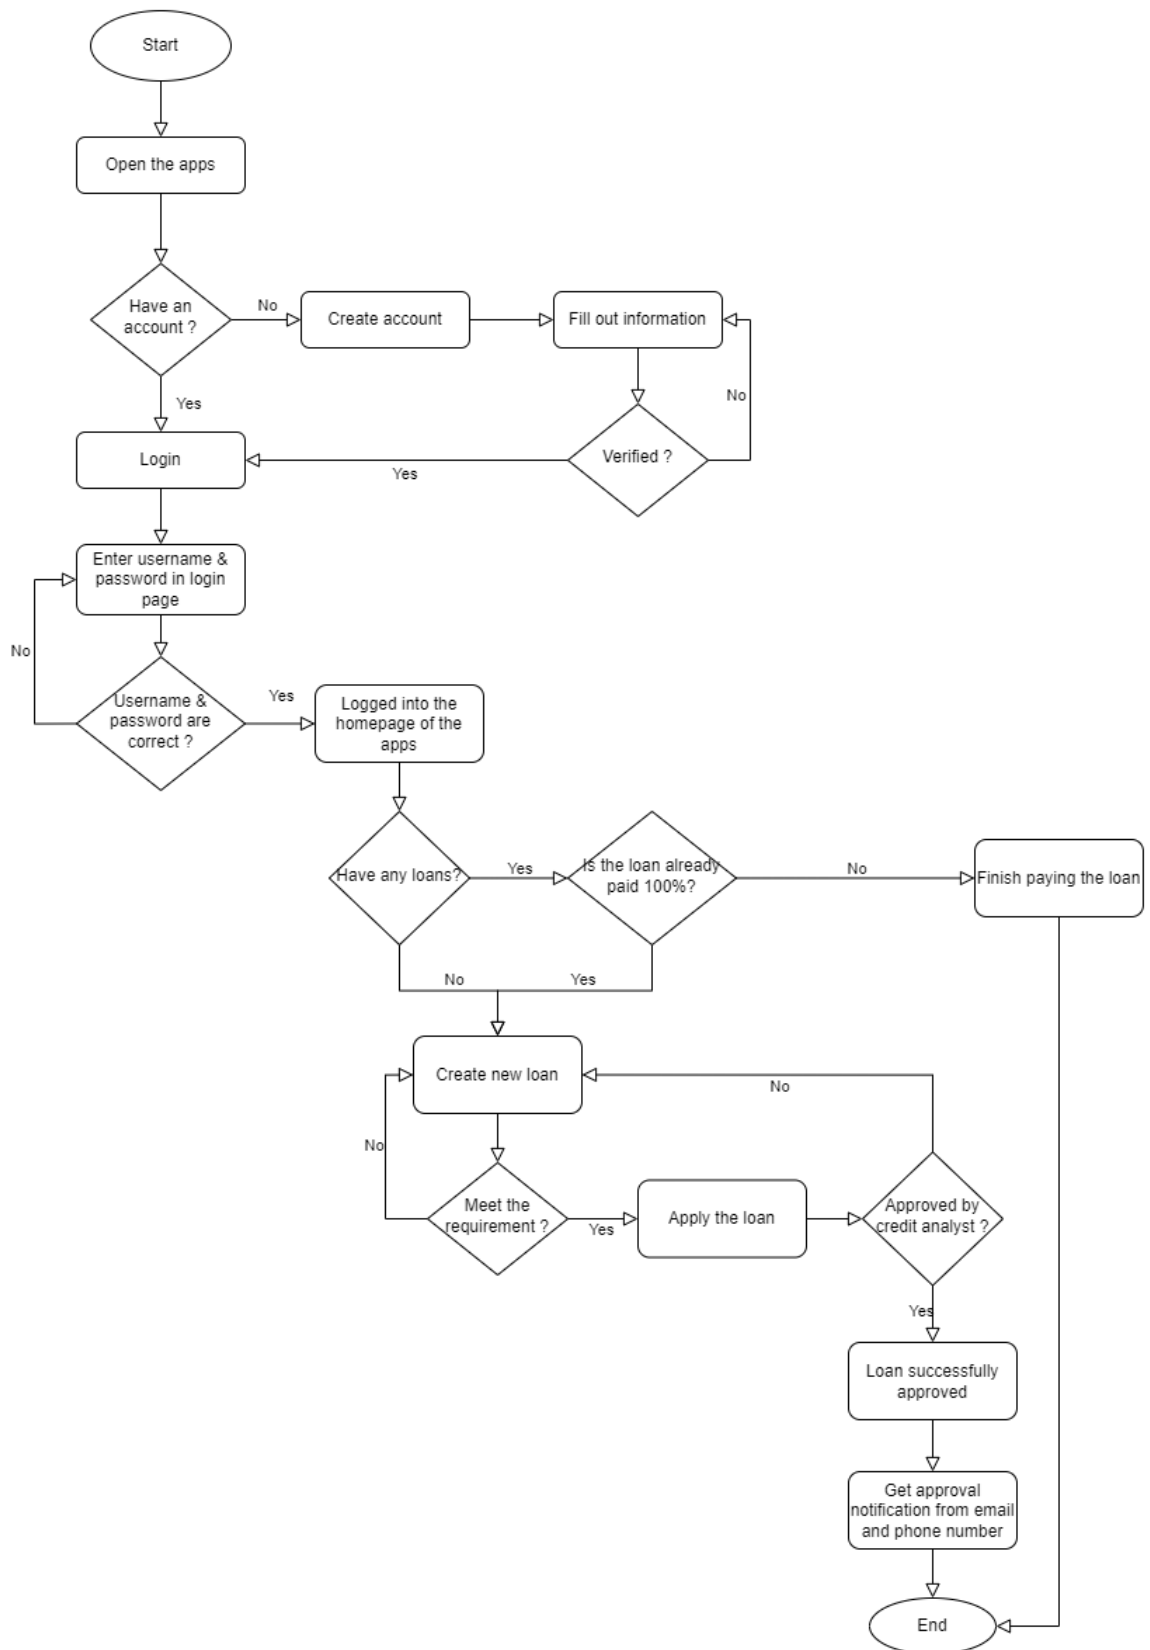 Start
Open the apps
Have an
account ?
No
Create account
Fill out information
No
Yes
Login
Yes
Verified ?
Enter username &
password in login
page
No
Username &
password are
correct ?
Yes
Logged into the
homepage of the
apps
Have any loans?
Yes
Is the loan already
paid 100%?
No
Finish paying the loan
No
Yes
Create new loan
No
No
Meet the
requirement ?
Yes
Apply the loan
Approved by
credit analyst ?
Yes
Loan successfully
approved
Get approval
notification from email
and phone number
End